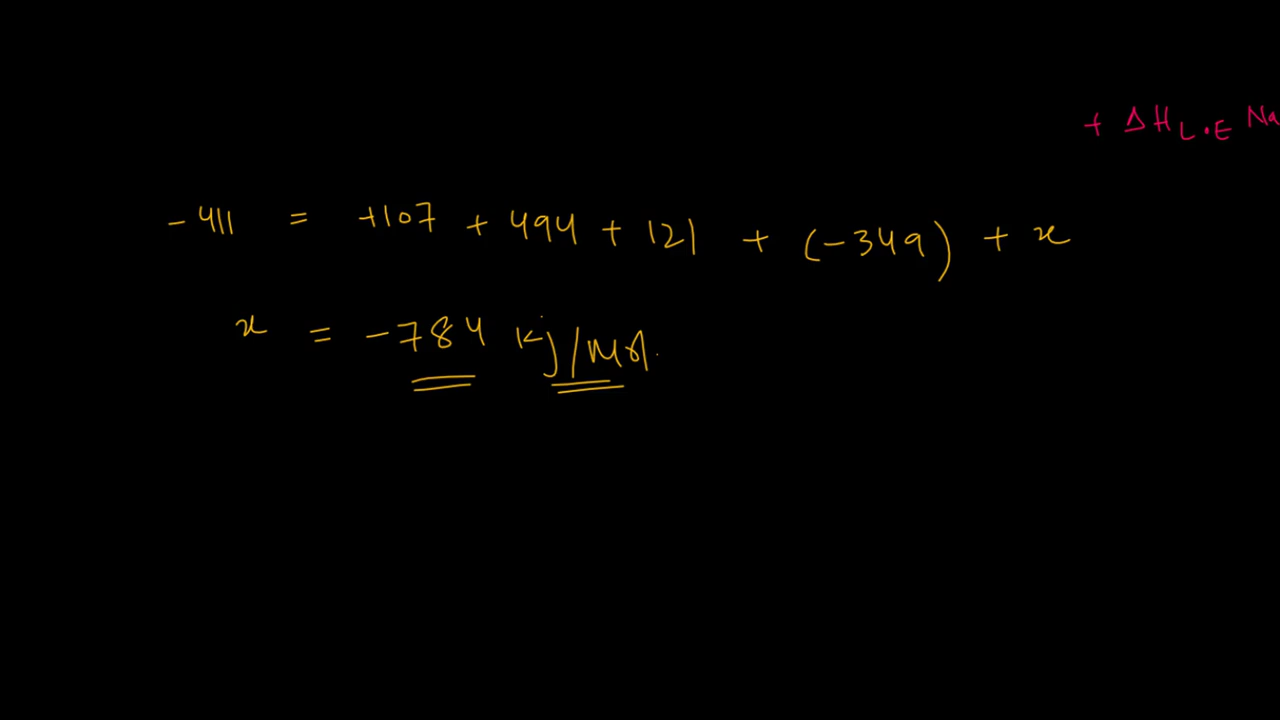 + ΔH L.E Na
-411 = +107 + 494 + 121 + (-349) + x
x = -784 kj/mol.